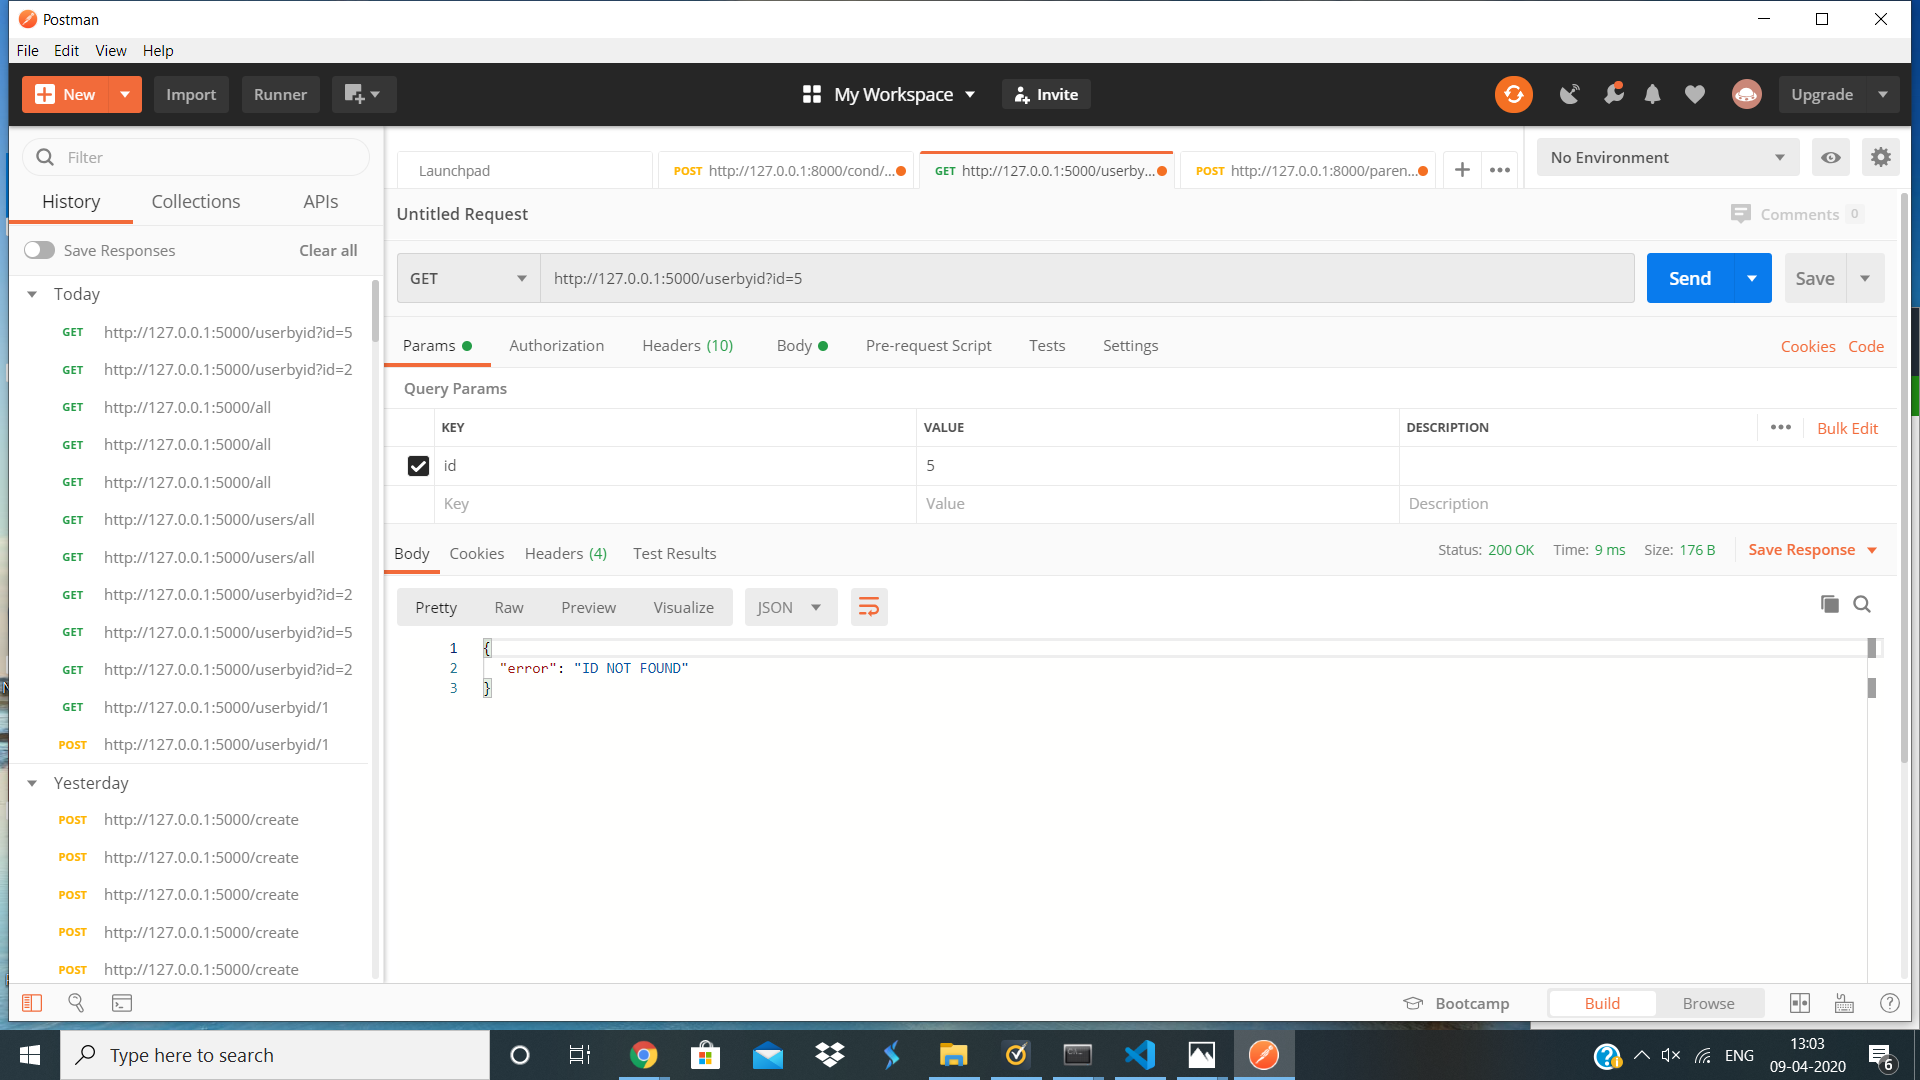 Postman
File Edit View Help
New Import Runner My Workspace Invite Upgrade
Filter
History Collections APIs
Save Responses Clear all
Today
GET http://127.0.0.1:5000/userbyid?id=5
GET http://127.0.0.1:5000/userbyid?id=2
GET http://127.0.0.1:5000/all
GET http://127.0.0.1:5000/all
GET http://127.0.0.1:5000/all
GET http://127.0.0.1:5000/users/all
GET http://127.0.0.1:5000/users/all
GET http://127.0.0.1:5000/userbyid?id=2
GET http://127.0.0.1:5000/userbyid?id=5
GET http://127.0.0.1:5000/userbyid?id=2
GET http://127.0.0.1:5000/userbyid/1
POST http://127.0.0.1:5000/userbyid/1
Yesterday
POST http://127.0.0.1:5000/create
POST http://127.0.0.1:5000/create
POST http://127.0.0.1:5000/create
POST http://127.0.0.1:5000/create
POST http://127.0.0.1:5000/create
Launchpad POST http://127.0.0.1:8000/cond/... GET http://127.0.0.1:5000/userby... POST http://127.0.0.1:8000/paren... No Environment
Untitled Request Comments 0
GET http://127.0.0.1:5000/userbyid?id=5 Send Save
Params Authorization Headers (10) Body Pre-request Script Tests Settings Cookies Code
Query Params
KEY VALUE DESCRIPTION Bulk Edit
id 5
Key Value Description
Body Cookies Headers (4) Test Results Status: 200 OK Time: 9 ms Size: 176 B Save Response
Pretty Raw Preview Visualize JSON
1 {
2 "error": "ID NOT FOUND"
3 }
Bootcamp Build Browse
Type here to search ENG 13:03
09-04-2020 6